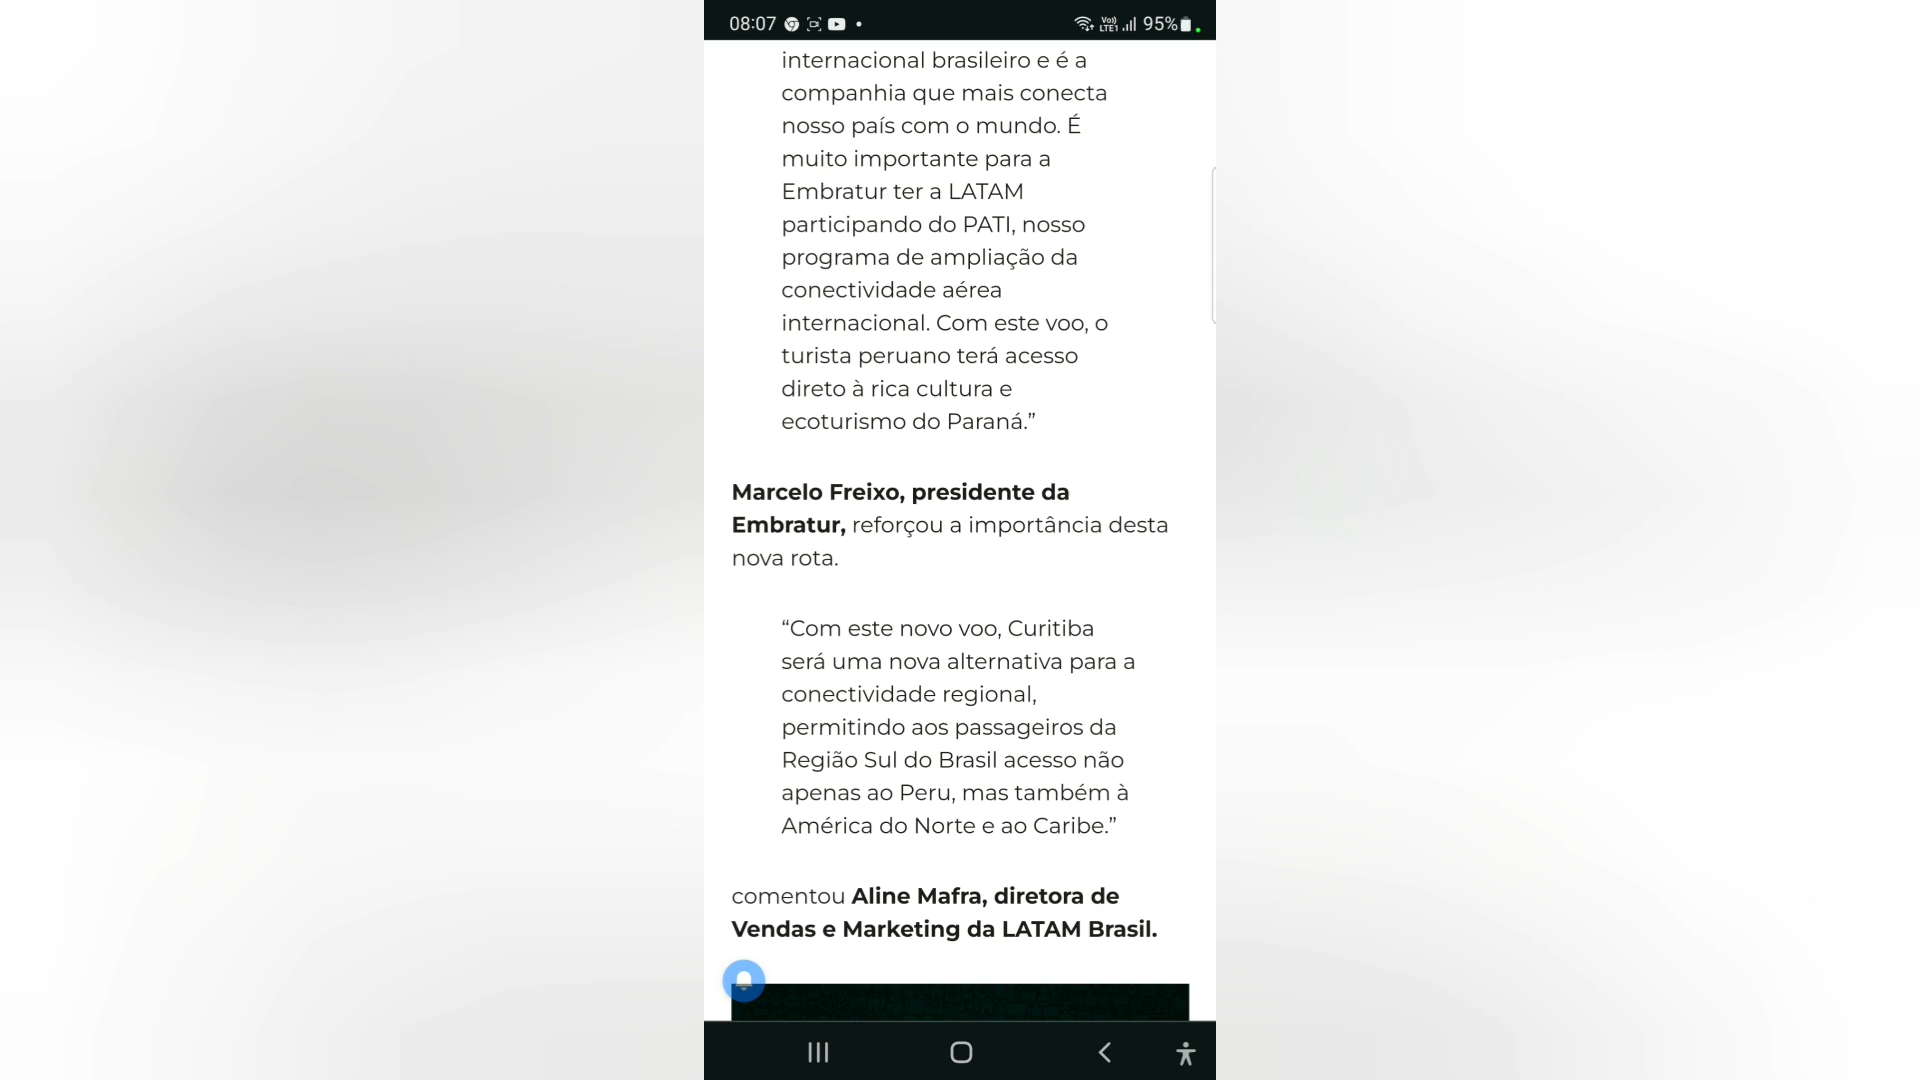 08:07
Vo))
LTE1
95%
internacional brasileiro e é a
companhia que mais conecta
nosso país com o mundo. É
muito importante para a
Embratur ter a LATAM
participando do PATI, nosso
programa de ampliação da
conectividade aérea
internacional. Com este voo, o
turista peruano terá acesso
direto à rica cultura e
ecoturismo do Paraná.”
Marcelo Freixo, presidente da
Embratur, reforçou a importância desta
nova rota.
“Com este novo voo, Curitiba
será uma nova alternativa para a
conectividade regional,
permitindo aos passageiros da
Região Sul do Brasil acesso não
apenas ao Peru, mas também à
América do Norte e ao Caribe.”
comentou Aline Mafra, diretora de
Vendas e Marketing da LATAM Brasil.